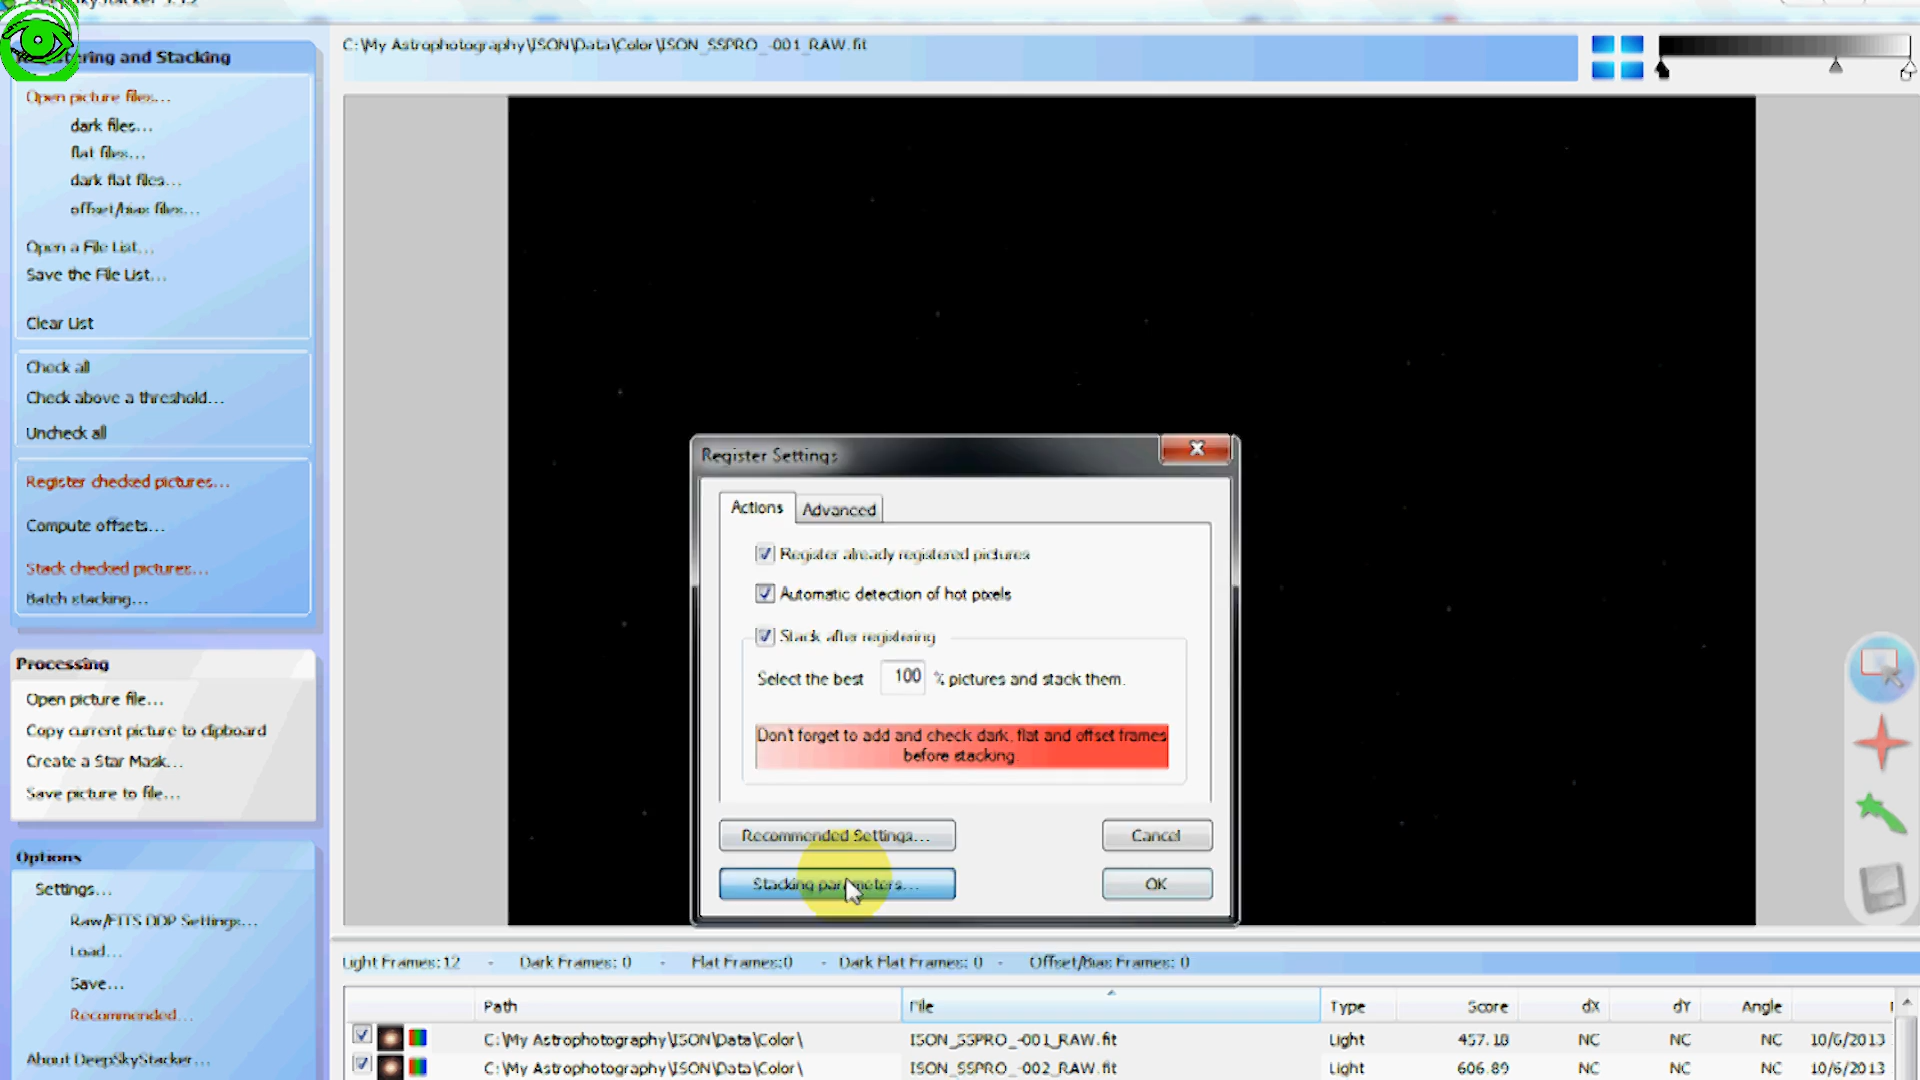 C:\My Astrophotography\ISON\Data\Color\ISON_SSPRO_-001_RAW.fit
Registering and Stacking
Open picture files...
dark files...
flat files...
dark flat files...
offset/bias files...
Open a File List...
Save the File List...
Clear List
Check all
Check above a threshold...
Uncheck all
Register checked pictures...
Compute offsets...
Stack checked pictures...
Batch stacking...
Processing
Open picture file...
Copy current picture to clipboard
Create a Star Mask...
Save picture to file...
Options
Settings...
Raw/FITS DDP Settings...
Load...
Save...
Recommended...
About DeepSkyStacker...
Register Settings
Actions
Advanced
Register already registered pictures
Automatic detection of hot pixels
Stack after registering
Select the best 100 % pictures and stack them.
Don't forget to add and check dark, flat and offset frames
before stacking.
Recommended Settings...
Cancel
Stacking parameters...
OK
Light Frames:12 - Dark Frames: 0 - Flat Frames:0 - Dark Flat Frames: 0 - Offset/Bias Frames: 0
Path File Type Score dX dY Angle
C:\My Astrophotography\ISON\Data\Color\ ISON_SSPRO_-001_RAW.fit Light 457.18 NC NC NC 10/6/2013
C:\My Astrophotography\ISON\Data\Color\ ISON_SSPRO_-002_RAW.fit Light 606.89 NC NC NC 10/6/2013